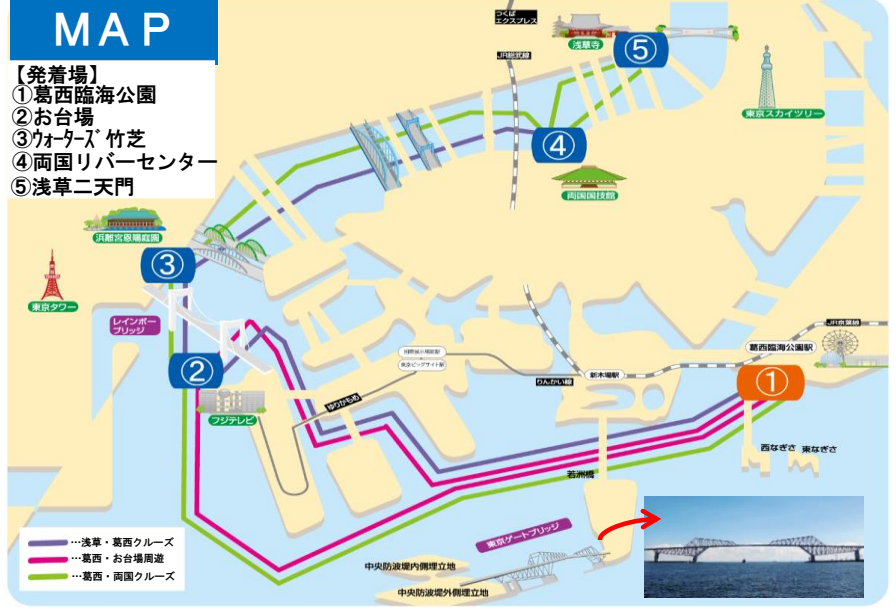 MAP
【発着場】
①葛西臨海公園
②お台場
③ウォーターズ竹芝
④両国リバーセンター
⑤浅草二天門
つくば
エクスプレス
浅草寺
⑤
JR総武線
東京スカイツリー
④
両国国技館
浜離宮恩賜庭園
③
東京タワー
レインボー
ブリッジ
JR京葉線
葛西臨海公園駅
国際展示場前駅
東京ビッグサイト駅
②
新木場駅
りんかい線
①
ゆりかもめ
フジテレビ
西なぎさ
東なぎさ
若洲橋
東京ゲートブリッジ
…浅草・葛西クルーズ
…葛西・お台場周遊
…葛西・両国クルーズ
中央防波堤内側埋立地
中央防波堤外側埋立地